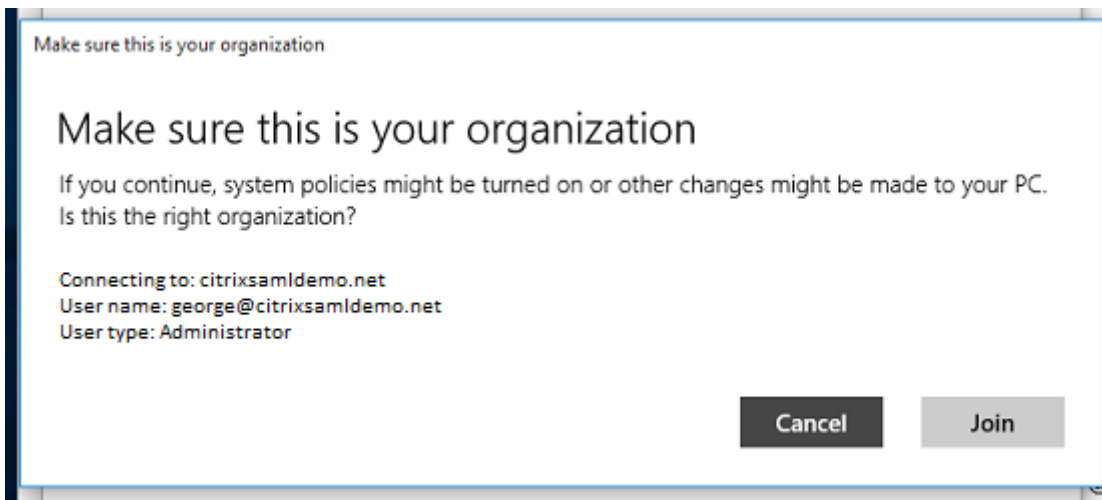 Make sure this is your organization
Make sure this is your organization
If you continue, system policies might be turned on or other changes might be made to your PC.
Is this the right organization?
Connecting to: citrixsamldemo.net
User name: george@citrixsamldemo.net
User type: Administrator
Cancel Join